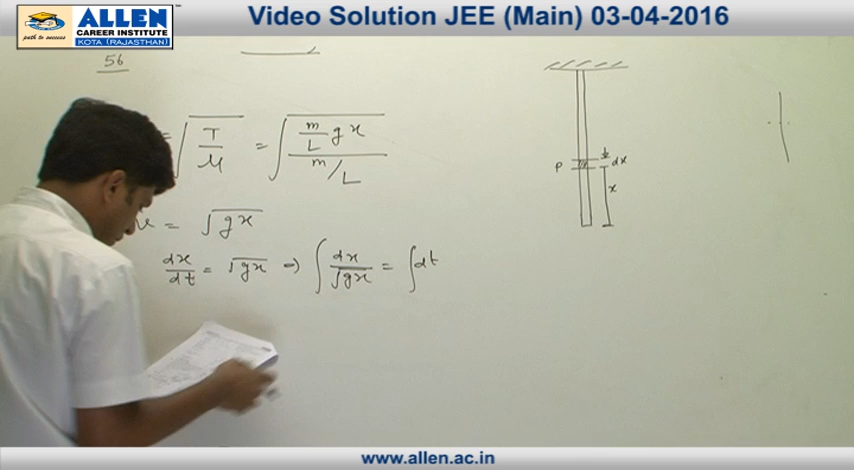 Video Solution JEE (Main) 03-04-2016
ALLEN
CAREER INSTITUTE
path to success KOTA (RAJASTHAN)
56
= √(T/μ) = √((m/L gx)/(m/L))
v = √gx
dx/dt = √gx ⇒ ∫ dx/√gx = ∫ dt
P dx
x
www.allen.ac.in